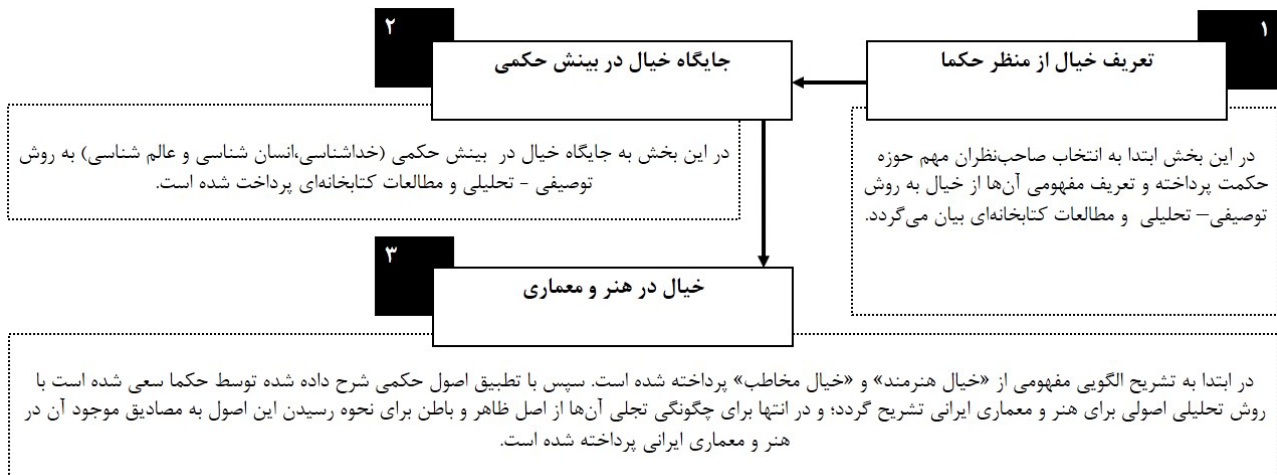 ۱
تعریف خیال از منظر حکما
در این بخش ابتدا به انتخاب صاحب‌نظران مهم حوزه
حکمت پرداخته و تعریف مفهومی آن‌ها از خیال به روش
توصیفی– تحلیلی و مطالعات کتابخانه‌ای بیان می‌گردد.
۲
جایگاه خیال در بینش حکمی
در این بخش به جایگاه خیال در بینش حکمی (خداشناسی،انسان شناسی و عالم شناسی) به روش
توصیفی - تحلیلی و مطالعات کتابخانه‌ای پرداخت شده است.
۳
خیال در هنر و معماری
در ابتدا به تشریح الگویی مفهومی از «خیال هنرمند» و «خیال مخاطب» پرداخته شده است. سپس با تطبیق اصول حکمی شرح داده شده توسط حکما سعی شده است با
روش تحلیلی اصولی برای هنر و معماری ایرانی تشریح گردد؛ و در انتها برای چگونگی تجلی آن‌ها از اصل ظاهر و باطن برای نحوه رسیدن این اصول به مصادیق موجود آن در
هنر و معماری ایرانی پرداخته شده است.